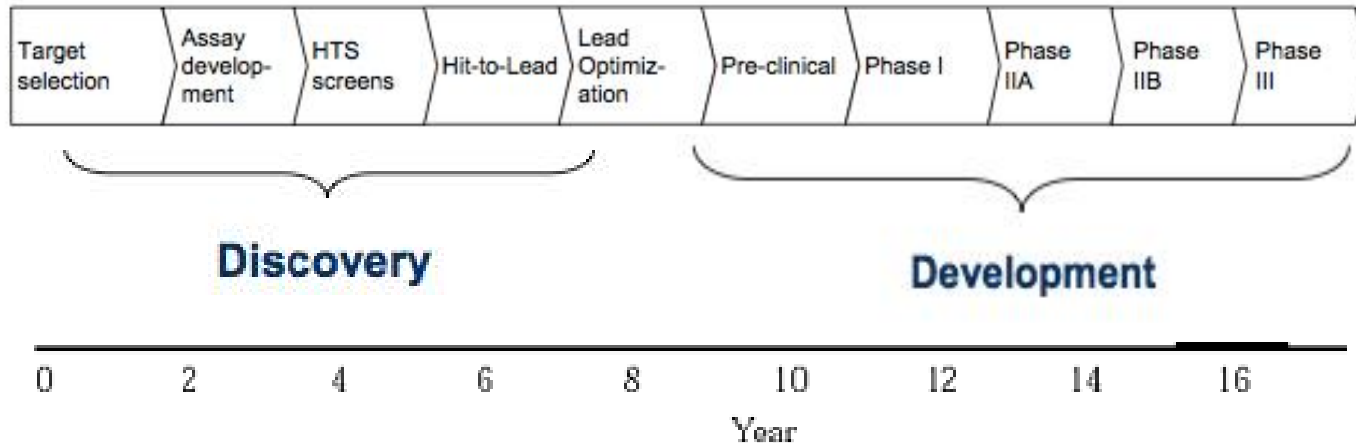 Target
selection
Assay
develop-
ment
HTS
screens
Hit-to-Lead
Lead
Optimiz-
ation
Pre-clinical
Phase I
Phase
IIA
Phase
IIB
Phase
III
Discovery
Development
0 2 4 6 8 10 12 14 16
Year